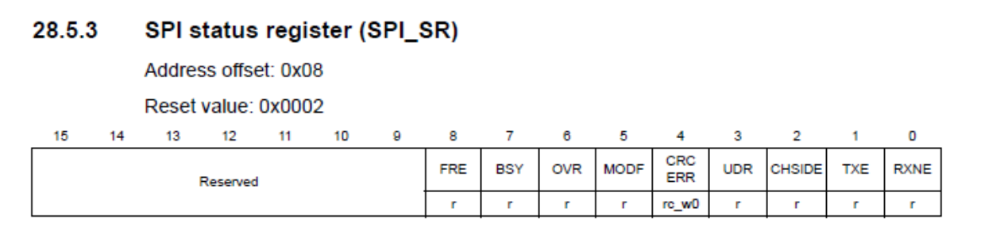 28.5.3 SPI status register (SPI_SR)
Address offset: 0x08
Reset value: 0x0002
15 14 13 12 11 10 9 8 7 6 5 4 3 2 1 0
Reserved FRE BSY OVR MODF CRC ERR UDR CHSIDE TXE RXNE
r r r r rc_w0 r r r r